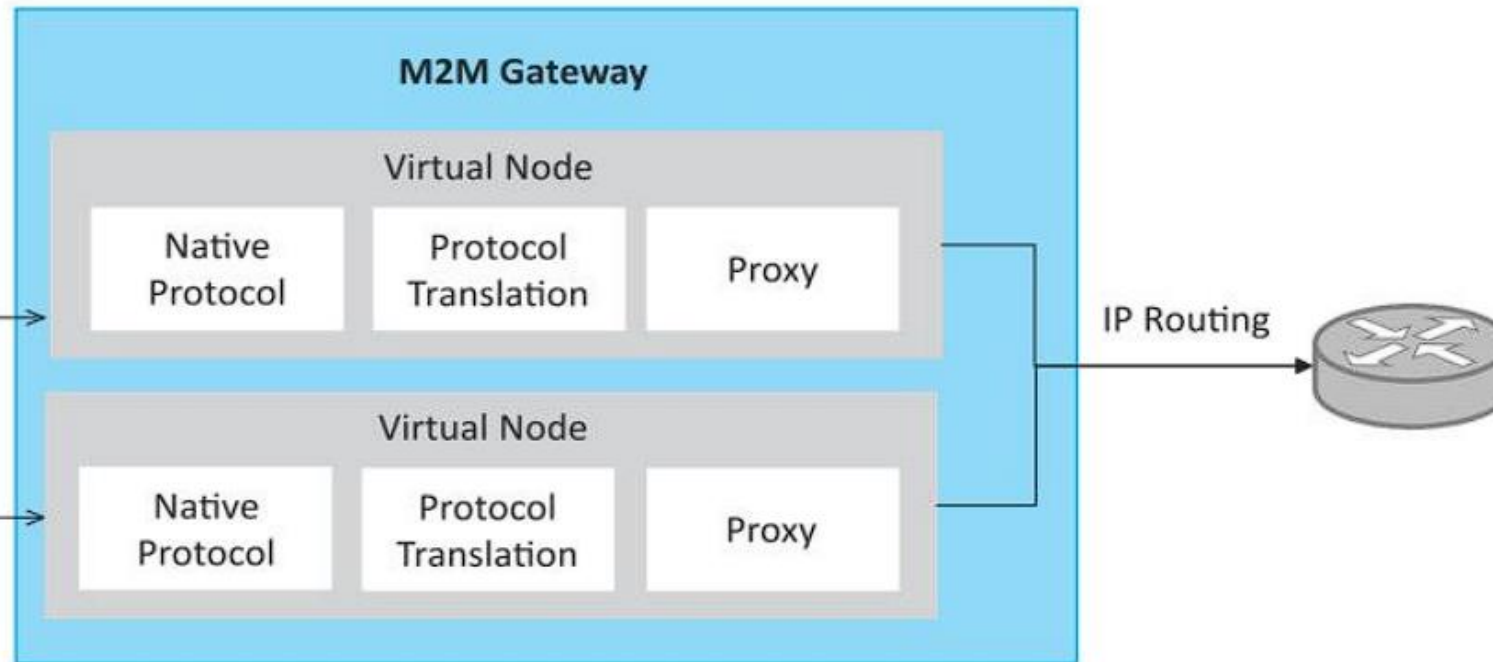 M2M Gateway
Virtual Node
Native
Protocol
Protocol
Translation
Proxy
IP Routing
Virtual Node
Native
Protocol
Protocol
Translation
Proxy